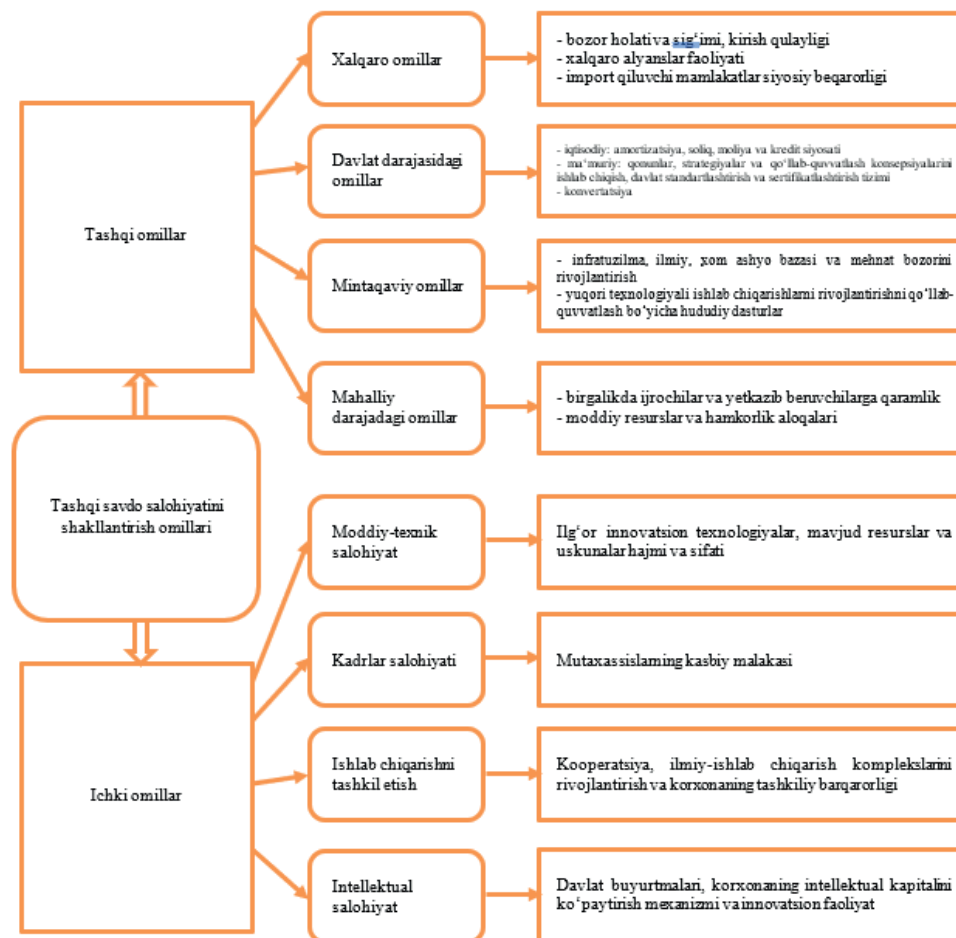 Xalqaro omillar
- bozor holati va sig‘imi, kirish qulayligi
- xalqaro alyanslar faoliyati
- import qiluvchi mamlakatlar siyosiy beqarorligi
Davlat darajasidagi
omillar
- iqtisodiy: amortizatsiya, soliq, moliya va kredit siyosati
- ma’muriy: qonunlar, strategiyalar va qo‘llab-quvvatlash konsepsiyalarini
ishlab chiqish, davlat standartlashtirish va sertifikatlashtirish tizimi
- konvertatsiya
Tashqi omillar
Mintaqaviy omillar
- infratuzilma, ilmiy, xom ashyo bazasi va mehnat bozorini
rivojlantirish
- yuqori texnologiyali ishlab chiqarishlarni rivojlantirishni qo‘llab-
quvvatlash bo‘yicha hududiy dasturlar
Mahalliy
darajadagi omillar
- birgalikda ijrochilar va yetkazib beruvchilarga qaramlik
- moddiy resurslar va hamkorlik aloqalari
Tashqi savdo salohiyatini
shakllantirish omillari
Moddiy-texnik
salohiyat
Ilg‘or innovatsion texnologiyalar, mavjud resurslar va
uskunalar hajmi va sifati
Kadrlar salohiyati
Mutaxassislarning kasbiy malakasi
Ichki omillar
Ishlab chiqarishni
tashkil etish
Kooperatsiya, ilmiy-ishlab chiqarish komplekslarini
rivojlantirish va korxonaning tashkiliy barqarorligi
Intellektual
salohiyat
Davlat buyurtmalari, korxonaning intellektual kapitalini
ko‘paytirish mexanizmi va innovatsion faoliyat